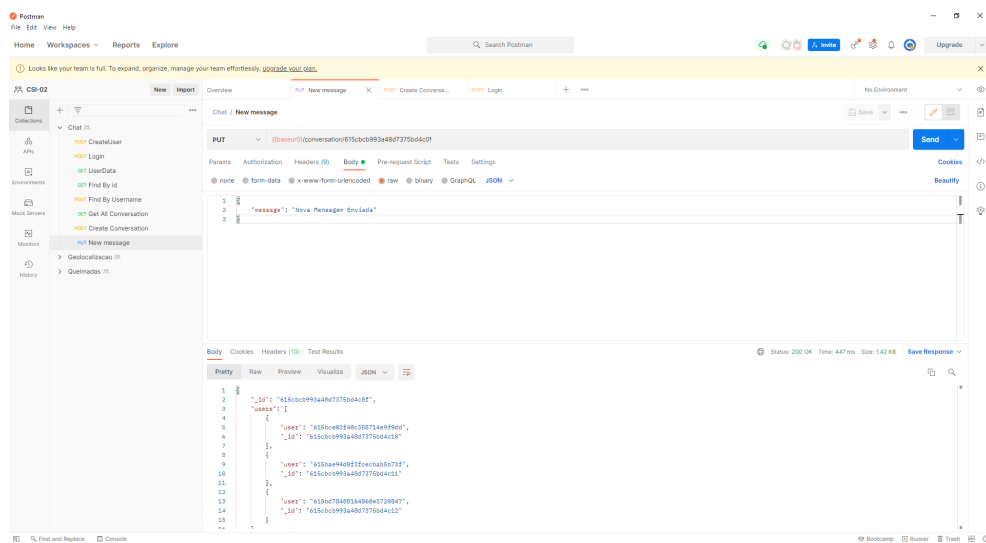 Postman
File Edit View Help
Home Workspaces Reports Explore
Search Postman
Invite
Upgrade
Looks like your team is full. To expand, organize, manage your team effortlessly, upgrade your plan.
CSI-02
New Import
Overview
PUT New message
POST Create Conversa...
POST Login
No Environment
Collections
APIs
Environments
Mock Servers
Monitors
History
Chat
POST CreateUser
POST Login
GET UserData
GET Find By id
POST Find By Username
GET Get All Conversation
POST Create Conversation
PUT New message
Geolocalizacao
Queimadas
Chat / New message
Save
PUT
{{baseurl}}/conversation/615cbcb993a48d7375bd4c0f
Send
Params Authorization Headers (9) Body Pre-request Script Tests Settings
Cookies
none form-data x-www-form-urlencoded raw binary GraphQL JSON
Beautify
1 {
2 "message": "Nova Mensagem Enviada"
3 }
Body Cookies Headers (10) Test Results
Status: 200 OK Time: 447 ms Size: 1.42 KB Save Response
Pretty Raw Preview Visualize JSON
1 {
2 "_id": "615cbcb993a48d7375bd4c0f",
3 "users": [
4 {
5 "user": "615bce03f40c358714e9f9dd",
6 "_id": "615cbcb993a48d7375bd4c10"
7 },
8 {
9 "user": "615bae94d0f3fcecbab5b73f",
10 "_id": "615cbcb993a48d7375bd4c11"
11 },
12 {
13 "user": "615bd78488164860e3720847",
14 "_id": "615cbcb993a48d7375bd4c12"
15 }
Find and Replace Console
Bootcamp Runner Trash